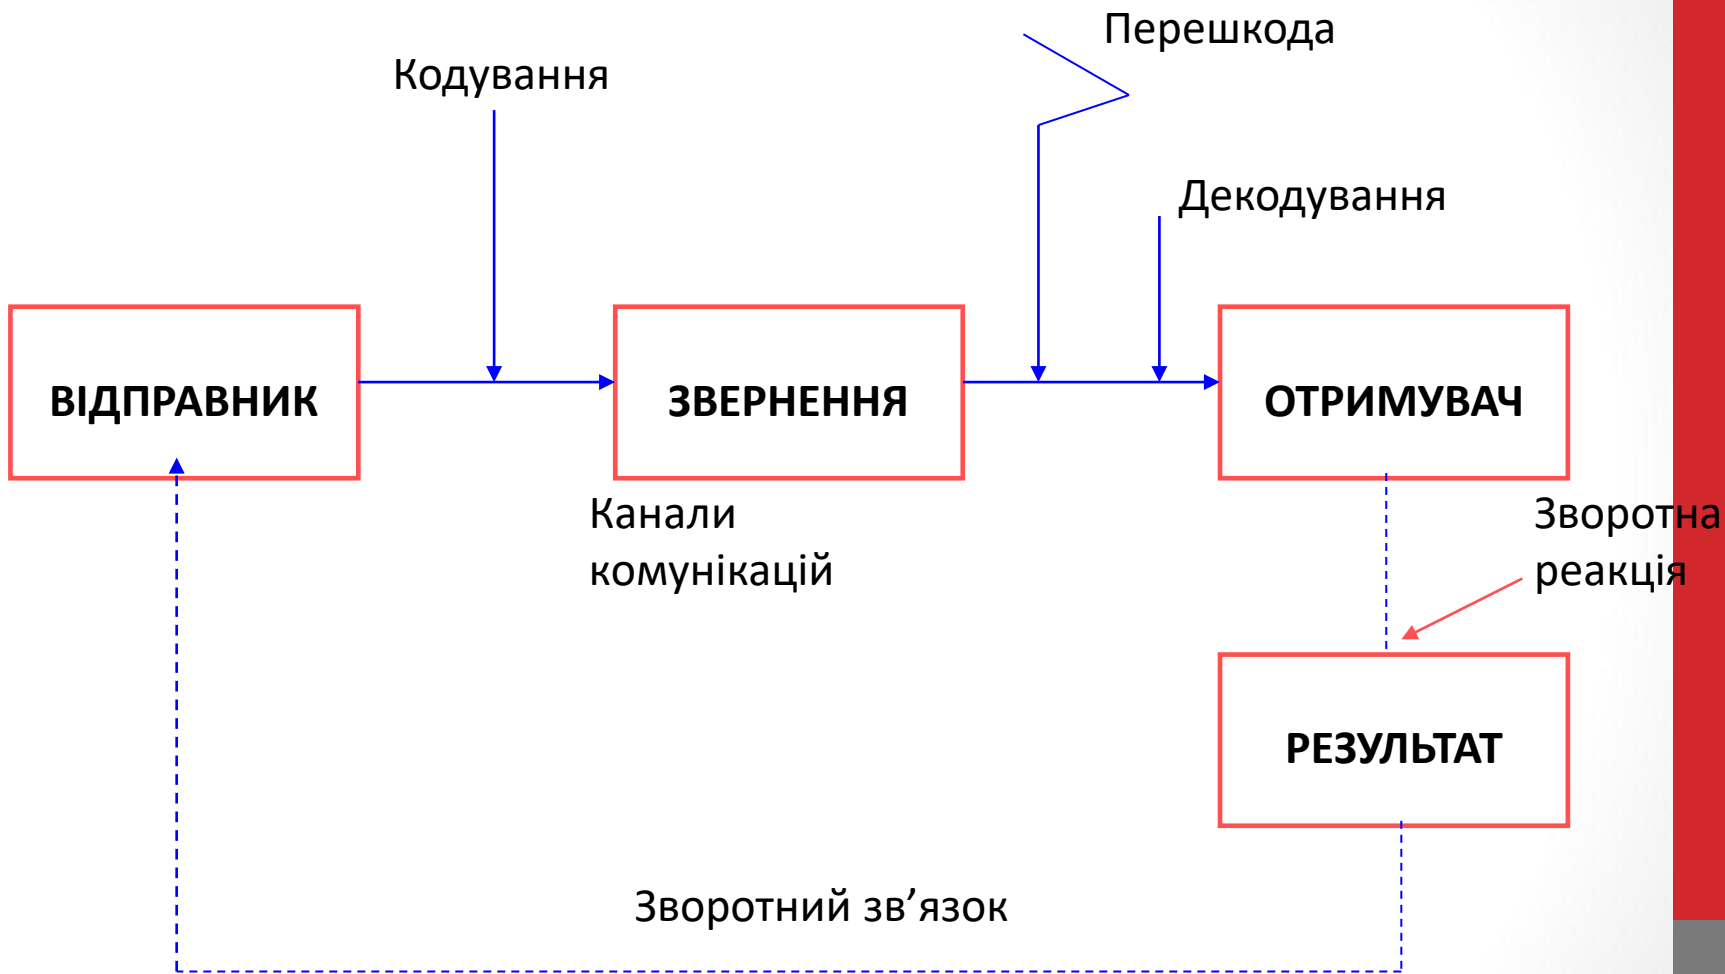 Перешкода
Кодування
Декодування
ВІДПРАВНИК
ЗВЕРНЕННЯ
ОТРИМУВАЧ
Канали
комунікацій
Зворотна
реакція
РЕЗУЛЬТАТ
Зворотний зв’язок